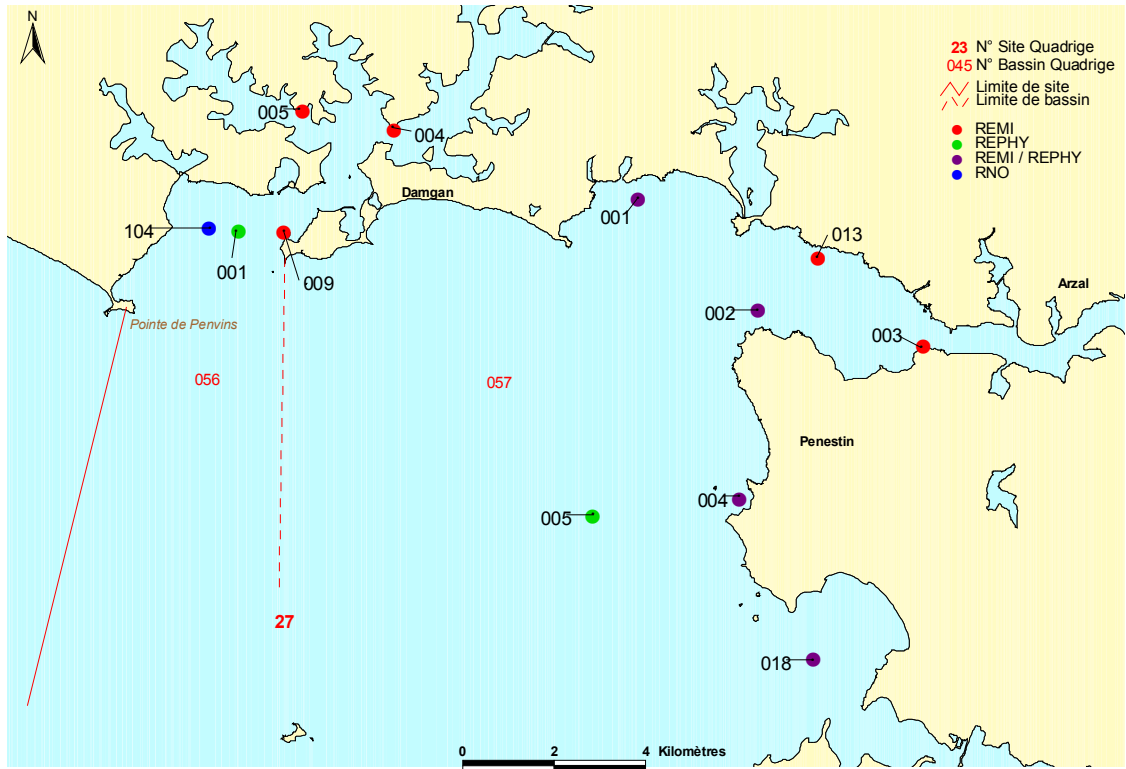 N
23 N° Site Quadrige
045 N° Bassin Quadrige
Limite de site
Limite de bassin
REMI
REPHY
REMI / REPHY
RNO
005
004
Damgan
001
104
001
009
013
Arzal
002
003
Pointe de Penvins
056
057
Penestin
004
005
27
018
0 2 4 Kilomètres